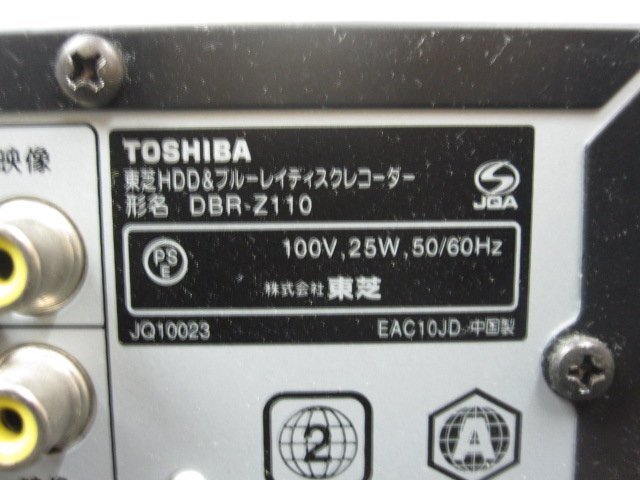 映像
TOSHIBA
東芝HDD&ブルーレイディスクレコーダー
形名 DBR-Z110
JQA
PS
E
100V,25W,50/60Hz
株式会社 東芝
JQ10023
EAC10JD 中国製
2
A